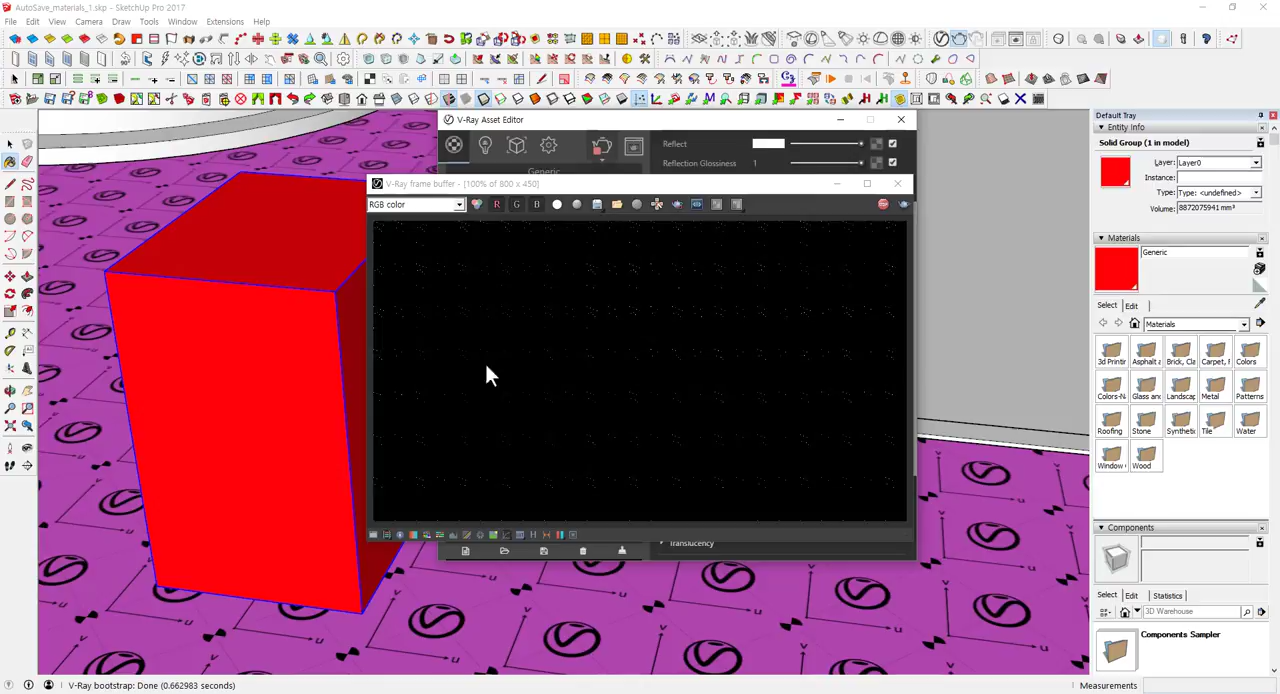 AutoSave_materials_1.skp - SketchUp Pro 2017
File Edit View Camera Draw Tools Window Extensions Help
V-Ray Asset Editor
Generic
Reflect
Reflection Glossiness 1
V-Ray frame buffer - [100% of 800 x 450]
RGB color
R G B
Translucency
Default Tray
Entity Info
Solid Group (1 in model)
Layer: Layer0
Instance:
Type: Type: <undefined>
Volume: 8872075941 mm³
Materials
Generic
Select Edit
Materials
3d Printir Asphalt a Brick, Cla Carpet, F Colors
Colors-N Glass and Landscap Metal Patterns
Roofing Stone Synthetic Tile Water
Window Wood
Components
Select Edit Statistics
3D Warehouse
Components Sampler
V-Ray bootstrap: Done (0.662983 seconds)
Measurements